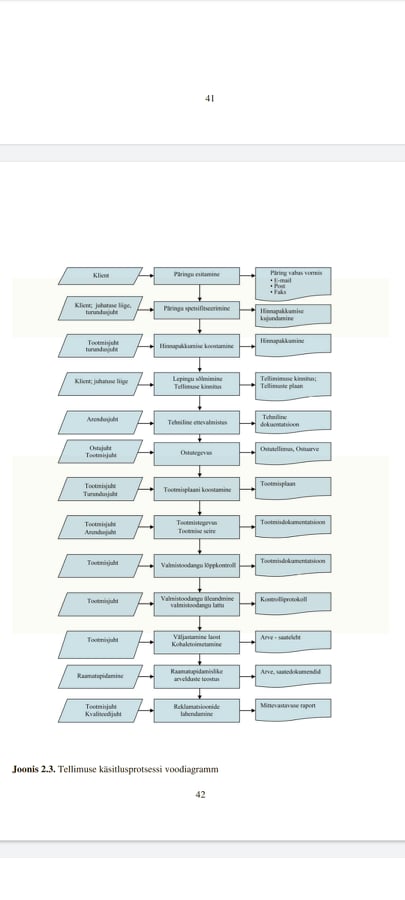 41
Klient
Päringu esitamine
Päring vabas vormis
• E-mail
• Post
• Faks
Klient; juhatuse liige,
turundusjuht
Päringu spetsifitseerimine
Hinnapakkumise
kujundamine
Tootmisjuht
turundusjuht
Hinnapakkumise koostamine
Hinnapakkumine
Klient; juhatuse liige
Lepingu sõlmimine
Tellimuse kinnitus
Tellimimuse kinnitus;
Tellimuste plaan
Arendusjuht
Tehniline ettevalmistus
Tehniline
dokuentatsioon
Ostujuht
Tootmisjuht
Ostutegevus
Ostutellimus, Ostuarve
Tootmisjuht
Turundusjuht
Tootmisplaani koostamine
Tootmisplaan
Tootmisjuht
Arendusjuht
Tootmistegevus
Tootmise seire
Tootmisdokumentatsioon
Tootmisjuht
Valmistoodangu lõppkontroll
Tootmisdokumentatsioon
Tootmisjuht
Valmistoodangu üleandmine
valmistoodangu lattu
Kontrolliprotokoll
Tootmisjuht
Väljastamine laost
Kohaletoimetamine
Arve - saateleht
Raamatupidamine
Raamatupidamislike
arvelduste teostus
Arve, saatedokumendid
Tootmisjuht
Kvaliteedijuht
Reklamatsioonide
lahendamine
Mittevastavuse raport
Joonis 2.3. Tellimuse käsitlusprotsessi voodiagramm
42